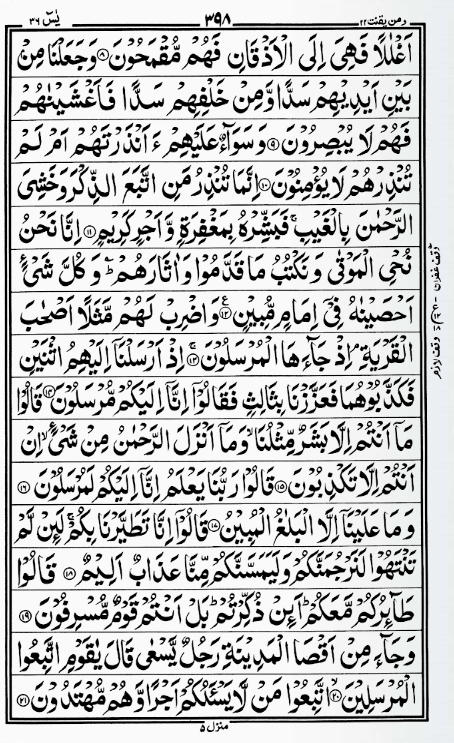 ومن يقنت ٢٢ ٣٩٨ يٰسٓ ٣٦
اَغْلٰلًا فَهِىَ اِلَى الْاَذْقَانِ فَهُمْ مُّقْمَحُوْنَ ۝٨ وَجَعَلْنَا مِنْۢ
بَيْنِ اَيْدِيْهِمْ سَدًّا وَّمِنْ خَلْفِهِمْ سَدًّا فَاَغْشَيْنٰهُمْ
فَهُمْ لَا يُبْصِرُوْنَ ۝٩ وَسَوَآءٌ عَلَيْهِمْ ءَاَنْذَرْتَهُمْ اَمْ لَمْ
تُنْذِرْهُمْ لَا يُؤْمِنُوْنَ ۝١٠ اِنَّمَا تُنْذِرُ مَنِ اتَّبَعَ الذِّكْرَ وَخَشِىَ
الرَّحْمٰنَ بِالْغَيْبِ ۚ فَبَشِّرْهُ بِمَغْفِرَةٍ وَّاَجْرٍ كَرِيْمٍ ۝١١ اِنَّا نَحْنُ
نُحْىِ الْمَوْتٰى وَنَكْتُبُ مَا قَدَّمُوْا وَاٰثَارَهُمْ ؕ وَكُلَّ شَىْءٍ
اَحْصَيْنٰهُ فِىْۤ اِمَامٍ مُّبِيْنٍ ۝١٢ۧ وَاضْرِبْ لَهُمْ مَّثَلًا اَصْحٰبَ
الْقَرْيَةِ ۘ اِذْ جَآءَهَا الْمُرْسَلُوْنَ ۝١٣ۚ اِذْ اَرْسَلْنَاۤ اِلَيْهِمُ اثْنَيْنِ
فَكَذَّبُوْهُمَا فَعَزَّزْنَا بِثَالِثٍ فَقَالُوْۤا اِنَّاۤ اِلَيْكُمْ مُّرْسَلُوْنَ ۝١٤ قَالُوْا
مَاۤ اَنْتُمْ اِلَّا بَشَرٌ مِّثْلُنَا ۙ وَمَاۤ اَنْزَلَ الرَّحْمٰنُ مِنْ شَىْءٍ ۙ اِنْ
اَنْتُمْ اِلَّا تَكْذِبُوْنَ ۝١٥ قَالُوْا رَبُّنَا يَعْلَمُ اِنَّاۤ اِلَيْكُمْ لَمُرْسَلُوْنَ ۝١٦
وَمَا عَلَيْنَاۤ اِلَّا الْبَلٰغُ الْمُبِيْنُ ۝١٧ قَالُوْۤا اِنَّا تَطَيَّرْنَا بِكُمْ ۚ لَئِنْ لَّمْ
تَنْتَهُوْا لَنَرْجُمَنَّكُمْ وَلَيَمَسَّنَّكُمْ مِّنَّا عَذَابٌ اَلِيْمٌ ۝١٨ قَالُوْا
طَآئِرُكُمْ مَّعَكُمْ ؕ اَئِنْ ذُكِّرْتُمْ ؕ بَلْ اَنْتُمْ قَوْمٌ مُّسْرِفُوْنَ ۝١٩
وَجَآءَ مِنْ اَقْصَا الْمَدِيْنَةِ رَجُلٌ يَّسْعٰى قَالَ يٰقَوْمِ اتَّبِعُوا
الْمُرْسَلِيْنَ ۝٢٠ۙ اتَّبِعُوْا مَنْ لَّا يَسْـَٔلُكُمْ اَجْرًا وَّهُمْ مُّهْتَدُوْنَ ۝٢١
منزل ٥
وقف غفران
وقف لازم